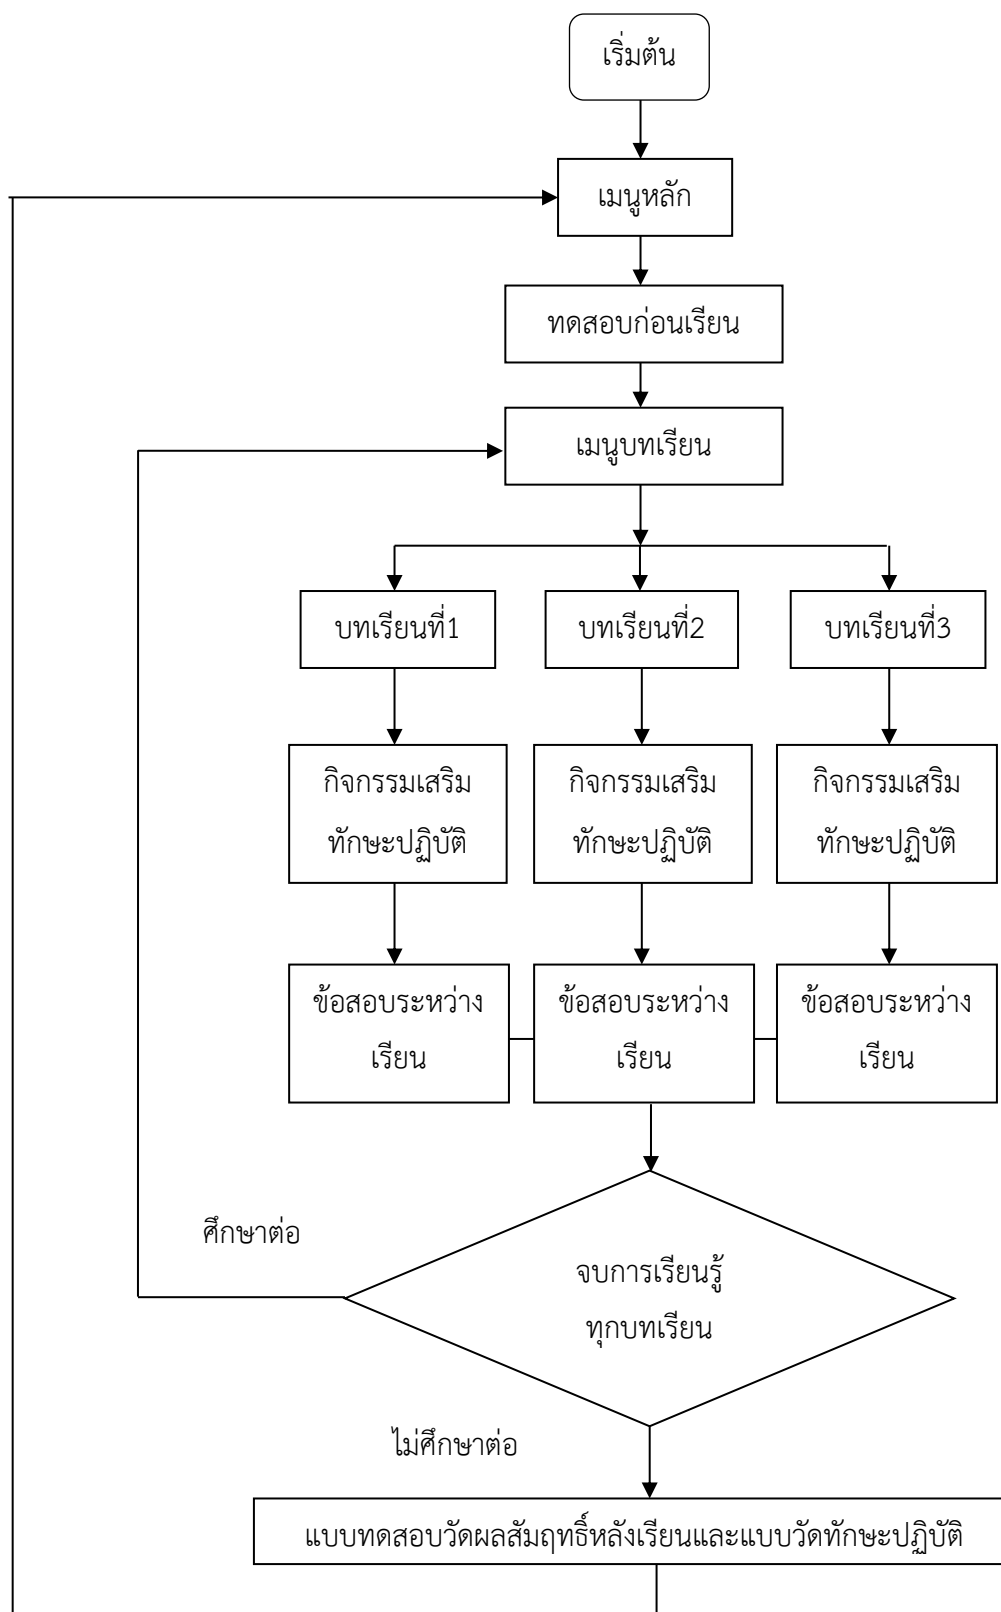 เริ่มต้น
เมนูหลัก
ทดสอบก่อนเรียน
เมนูบทเรียน
บทเรียนที่1
บทเรียนที่2
บทเรียนที่3
กิจกรรมเสริม
ทักษะปฏิบัติ
กิจกรรมเสริม
ทักษะปฏิบัติ
กิจกรรมเสริม
ทักษะปฏิบัติ
ข้อสอบระหว่าง
เรียน
ข้อสอบระหว่าง
เรียน
ข้อสอบระหว่าง
เรียน
ศึกษาต่อ
จบการเรียนรู้
ทุกบทเรียน
ไม่ศึกษาต่อ
แบบทดสอบวัดผลสัมฤทธิ์หลังเรียนและแบบวัดทักษะปฏิบัติ